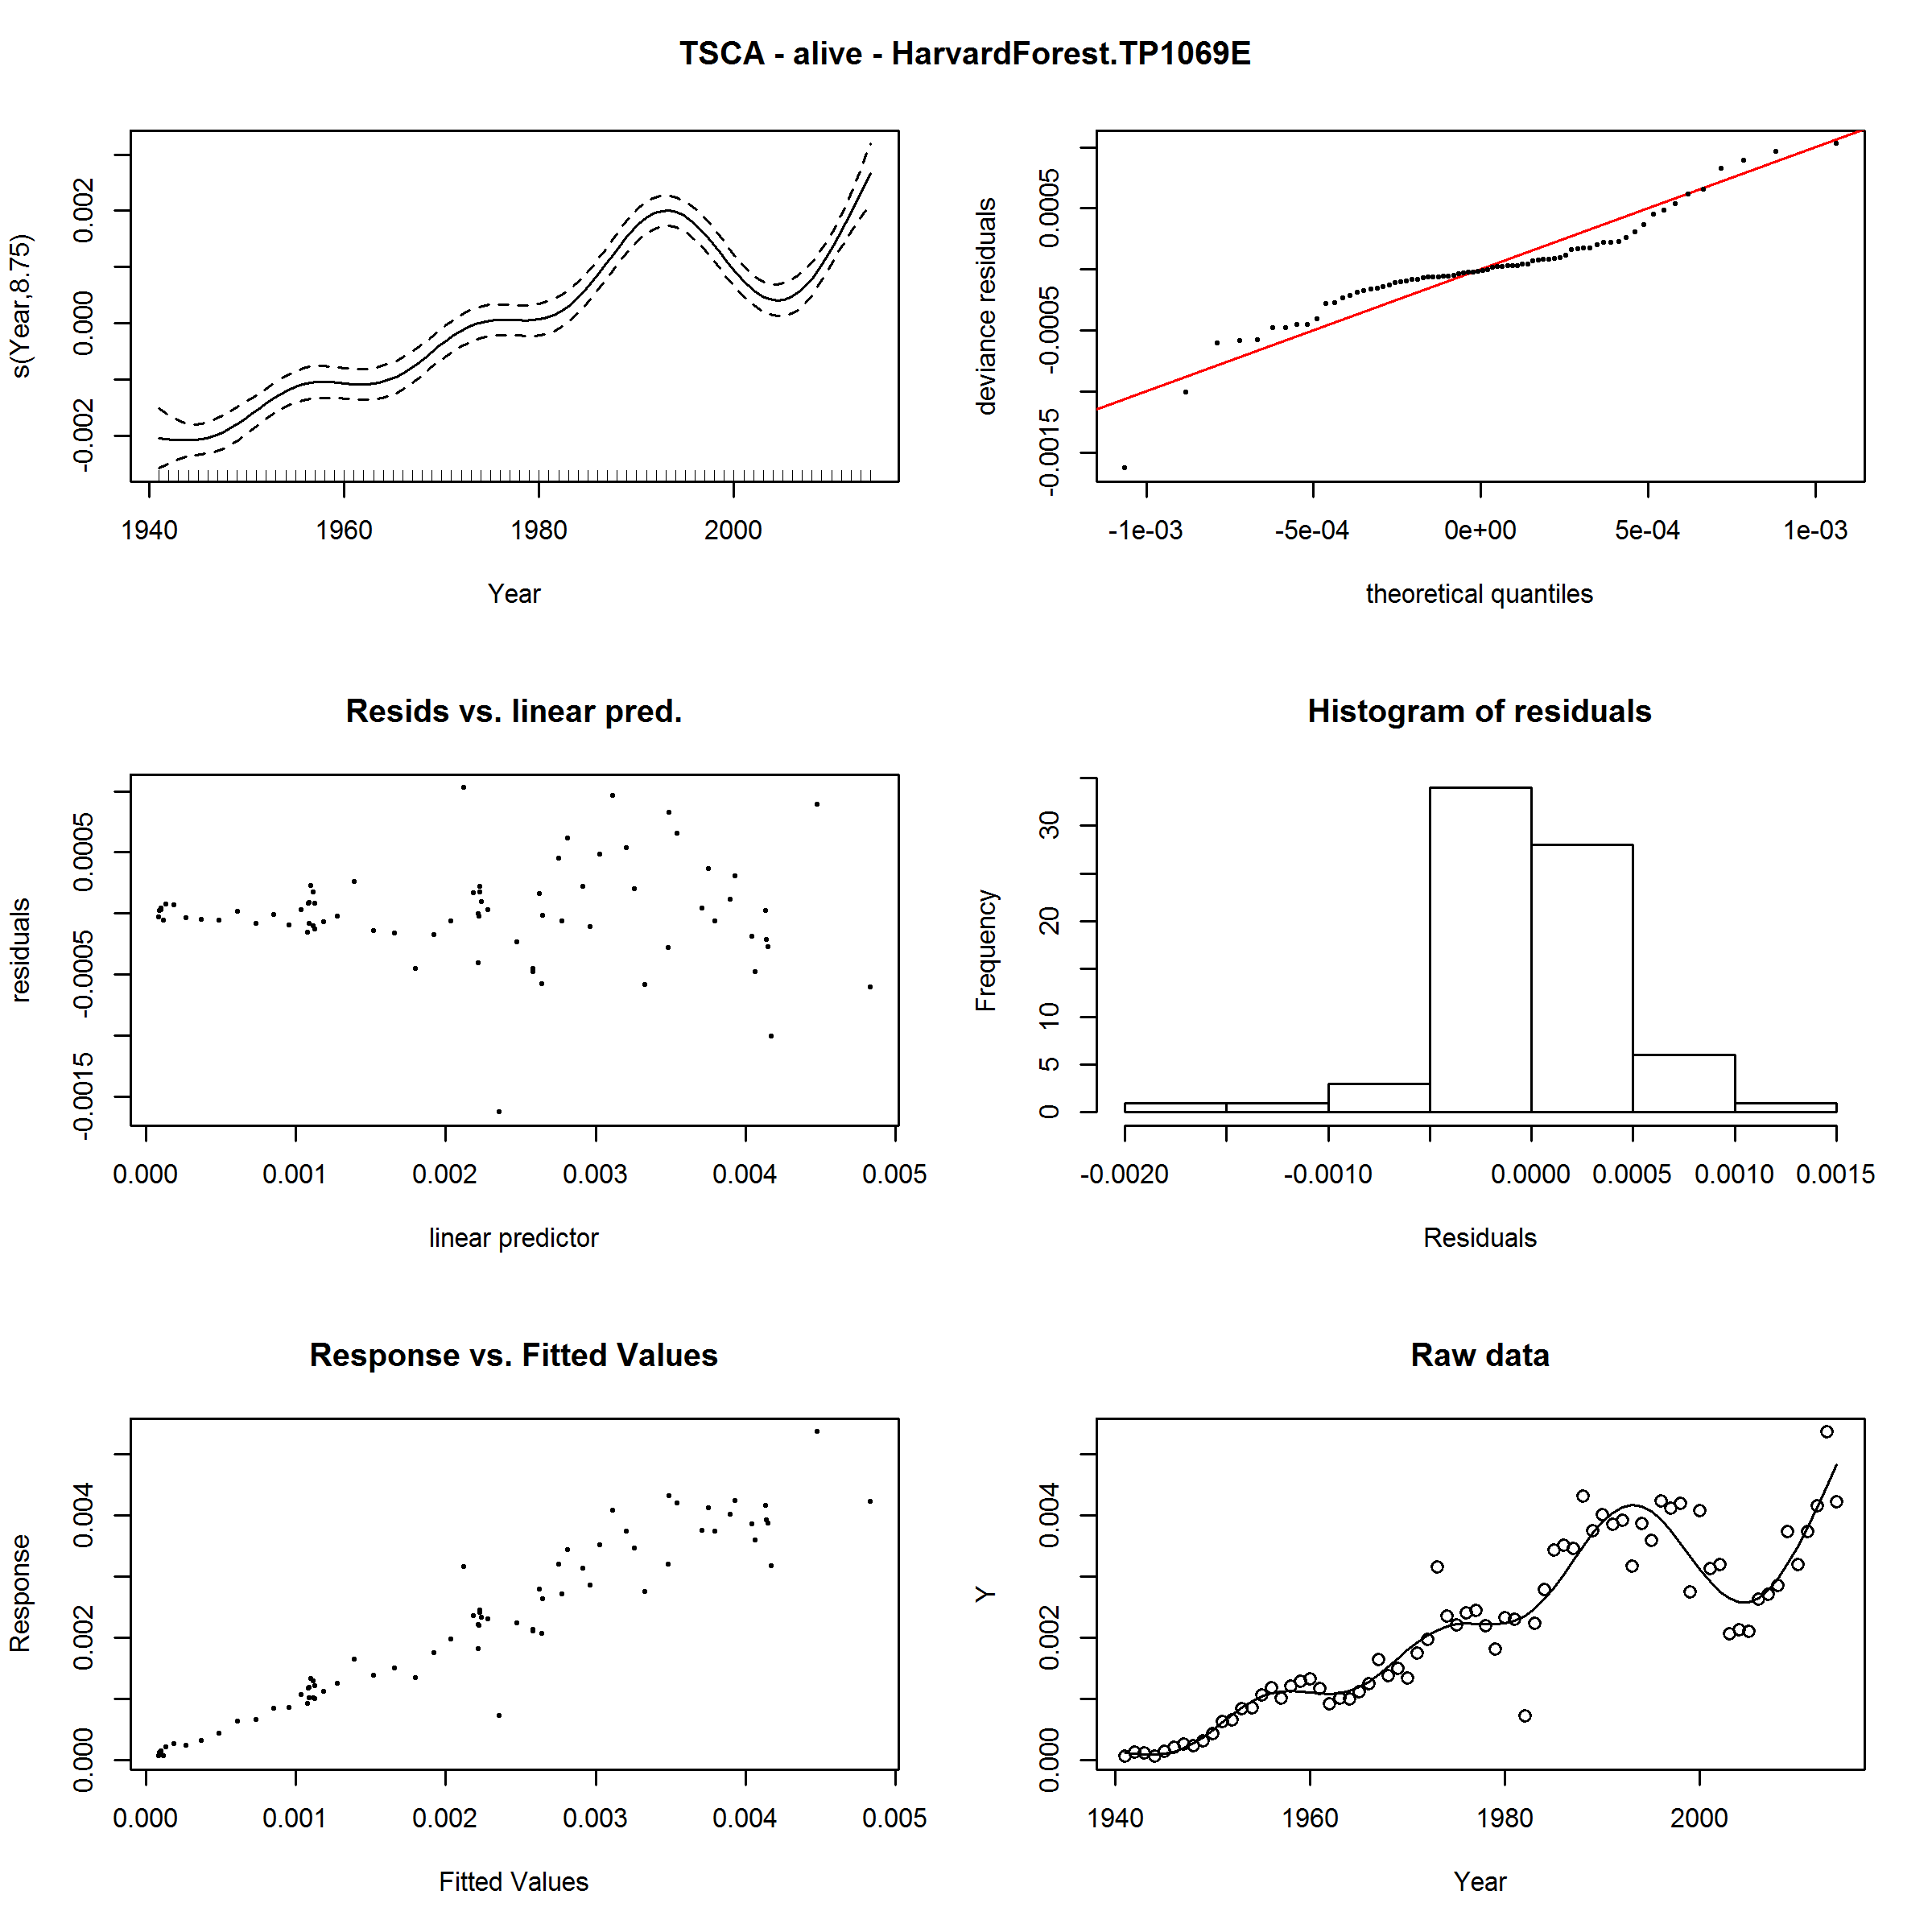 TSCA - alive - HarvardForest.TP1069E
s(Year,8.75)
-0.002 0.000 0.002
1940 1960 1980 2000
Year
deviance residuals
-0.0015 -0.0005 0.0005
-1e-03 -5e-04 0e+00 5e-04 1e-03
theoretical quantiles
Resids vs. linear pred.
residuals
-0.0015 -0.0005 0.0005
0.000 0.001 0.002 0.003 0.004 0.005
linear predictor
Histogram of residuals
Frequency
0 5 10 20 30
-0.0020 -0.0010 0.0000 0.0005 0.0010 0.0015
Residuals
Response vs. Fitted Values
Response
0.000 0.002 0.004
0.000 0.001 0.002 0.003 0.004 0.005
Fitted Values
Raw data
Y
0.000 0.002 0.004
1940 1960 1980 2000
Year